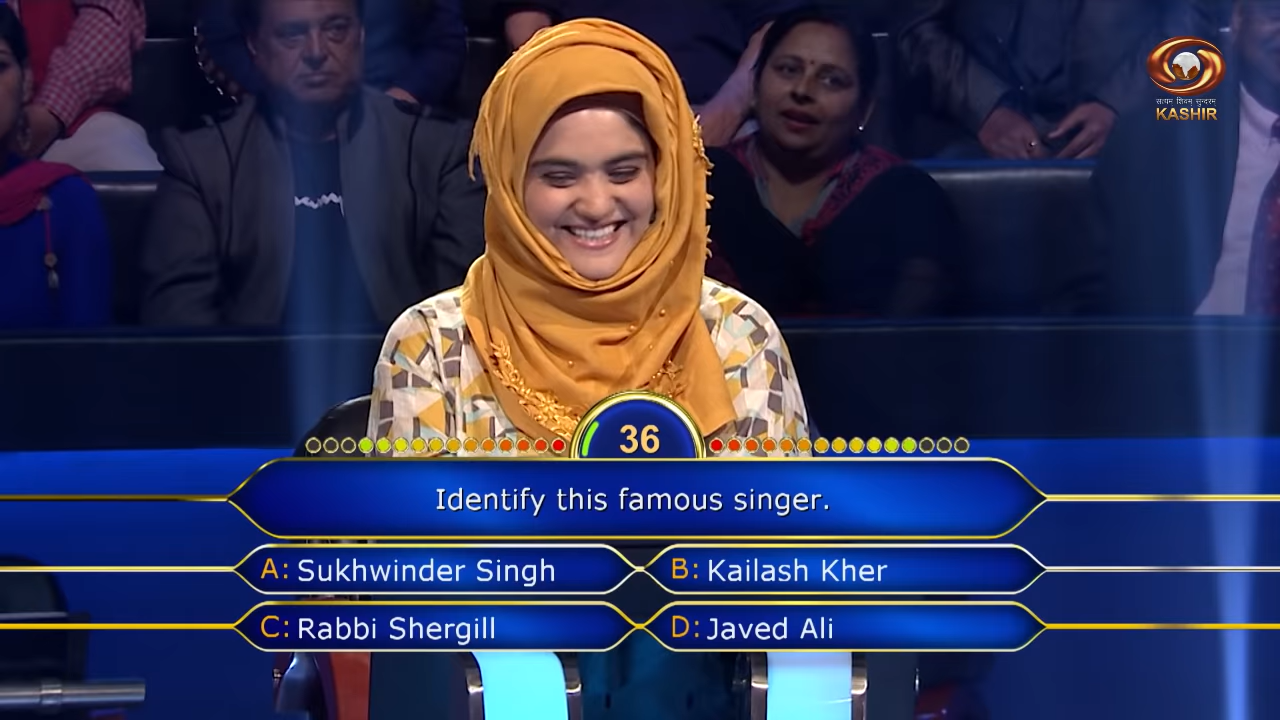 सत्यम शिवम् सुन्दरम
KASHIR
36
Identify this famous singer.
A: Sukhwinder Singh
B: Kailash Kher
C: Rabbi Shergill
D: Javed Ali